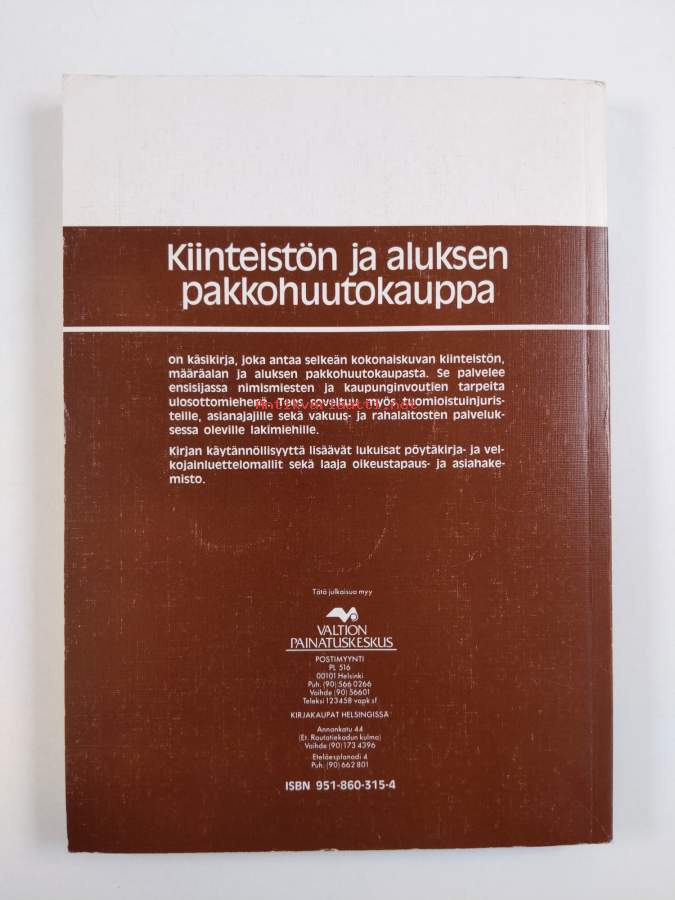 Kiinteistön ja aluksen
pakkohuutokauppa
on käsikirja, joka antaa selkeän kokonaiskuvan kiinteistön,
määräalan ja aluksen pakkohuutokaupasta. Se palvelee
ensisijassa nimismiesten ja kaupunginvoutien tarpeita
ulosottomiehenä. Teos soveltuu myös tuomioistuinjuris-
teille, asianajajille sekä vakuus- ja rahalaitosten palveluk-
sessa oleville lakimiehille.
Kirjan käytännöllisyyttä lisäävät lukuisat pöytäkirja- ja vel-
kojainluettelomallit sekä laaja oikeustapaus- ja asiahake-
misto.
Tätä julkaisua myy
VALTION
PAINATUSKESKUS
POSTIMYYNTI
PL 516
00101 Helsinki
Puh. (90) 566 0266
Vaihde (90) 56601
Teleksi 123458 vapk sf
KIRJAKAUPAT HELSINGISSÄ
Annankatu 44
(Et. Rautatiekadun kulma)
Vaihde (90) 173 4396
Eteläesplanadi 4
Puh. (90) 662 801
ISBN 951-860-315-4